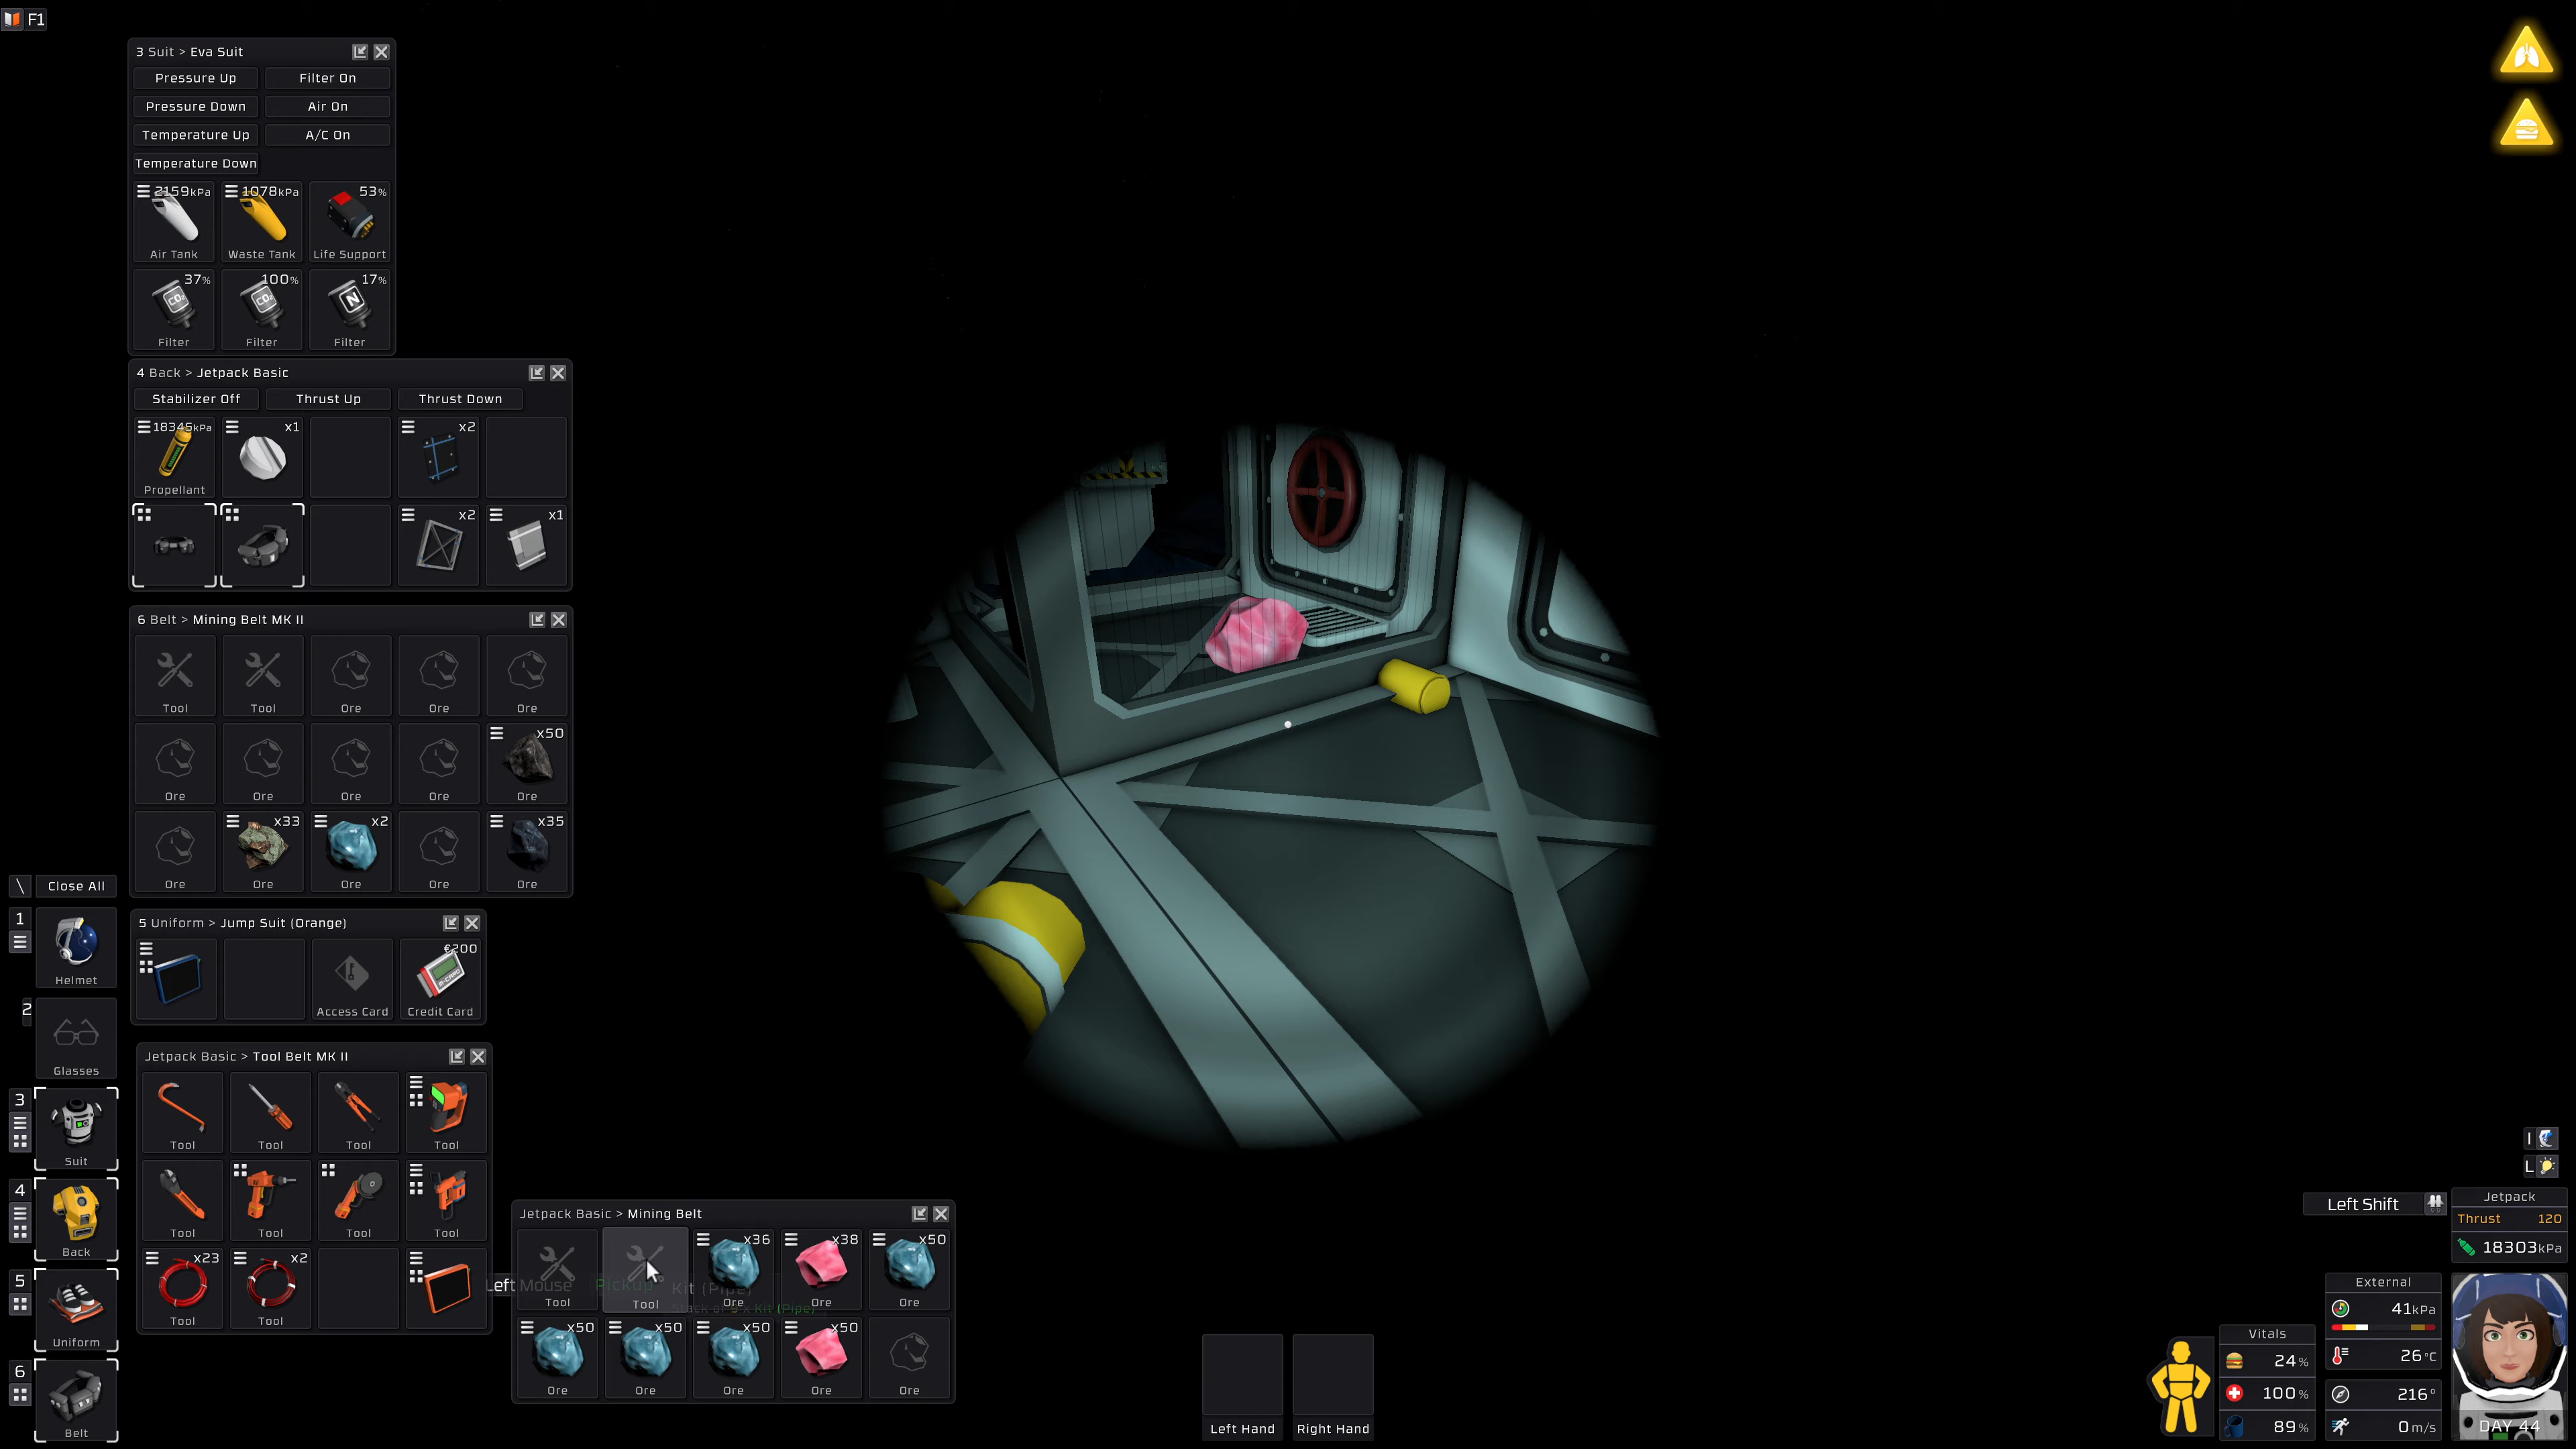 F1
3 Suit > Eva Suit
Pressure Up Filter On
Pressure Down Air On
Temperature Up A/C On
Temperature Down
2159kPa 1078kPa 53%
Air Tank Waste Tank Life Support
37% 100% 17%
CO₂ CO₂ N
Filter Filter Filter
4 Back > Jetpack Basic
Stabilizer Off Thrust Up Thrust Down
18345kPa x1 x2
Propellant
x2 x1
6 Belt > Mining Belt MK II
Tool Tool Ore Ore Ore
x50
Ore Ore Ore Ore Ore
x33 x2 x35
Ore Ore Ore Ore Ore
\ Close All
5 Uniform > Jump Suit (Orange)
€200
Access Card Credit Card
1
Helmet
2
Glasses
3
Suit
4
Back
5
Uniform
6
Belt
Jetpack Basic > Tool Belt MK II
Tool Tool Tool Tool
Tool Tool Tool Tool
x23 x2
Tool Tool Tool
Left Mouse Pickup Kit (Pipe)
Jetpack Basic > Mining Belt
x36 x38 x50
Tool Tool Ore Ore Ore
x50 x50 x50 x50
Ore Ore Ore Ore Ore
Left Hand Right Hand
I
L
Left Shift
Jetpack
Thrust 120
18303kPa
External
41kPa
26°C
216°
0m/s
Vitals
24%
100%
89%
DAY 44